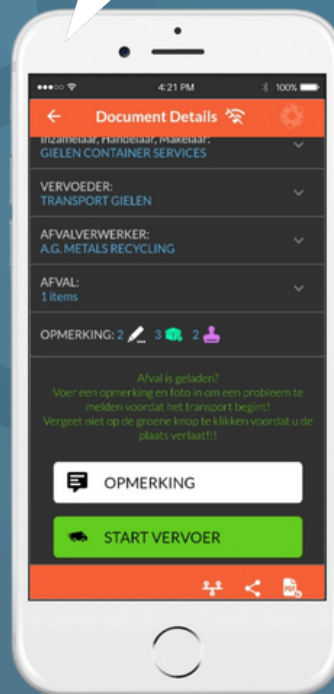 4:21 PM
100%
Document Details
Inzamelaar, Handelaar, Makelaar:
GIELEN CONTAINER SERVICES
VERVOEDER:
TRANSPORT GIELEN
AFVALVERWERKER:
A.G. METALS RECYCLING
AFVAL:
1 items
OPMERKING: 2 3 2
Afval is geladen?
Voer een opmerking en foto in om een probleem te
melden voordat het transport begint!
Vergeet niet op de groene knop te klikken voordat u de
plaats verlaat!!!
OPMERKING
START VERVOER
PDF